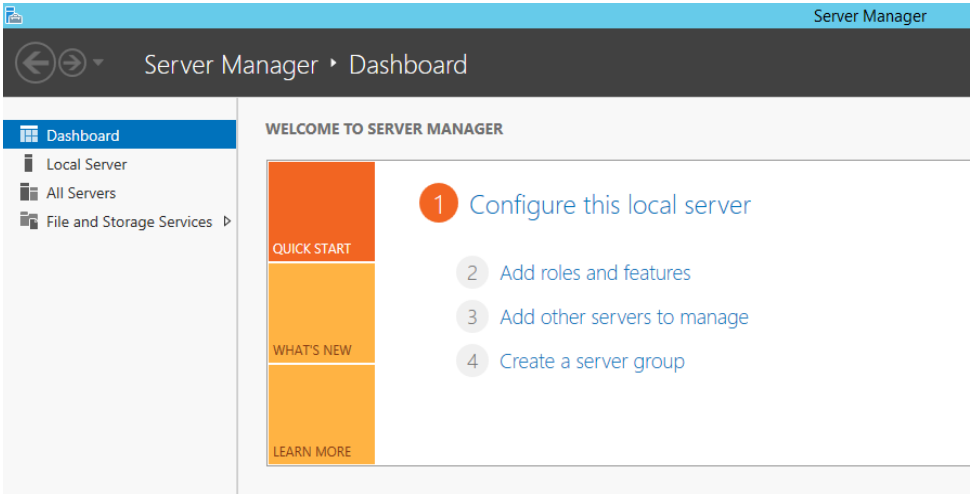 Server Manager
Server Manager • Dashboard
Dashboard
Local Server
All Servers
File and Storage Services
WELCOME TO SERVER MANAGER
QUICK START
WHAT'S NEW
LEARN MORE
1 Configure this local server
2 Add roles and features
3 Add other servers to manage
4 Create a server group